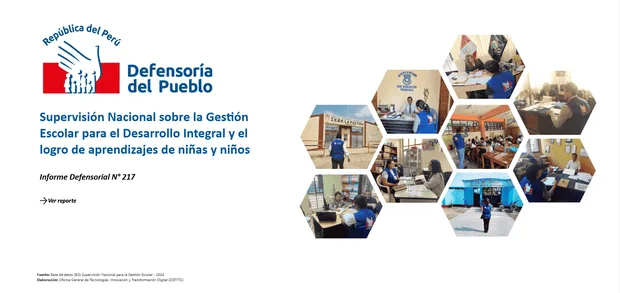 República del Perú
Defensoría
del Pueblo
Supervisión Nacional sobre la Gestión
Escolar para el Desarrollo Integral y el
logro de aprendizajes de niñas y niños
Informe Defensorial N° 217
Ver reporte
Fuente: Base de datos (BD) Supervisión Nacional para la Gestión Escolar - 2024
Elaboración: Oficina General de Tecnologías, Innovación y Transformación Digital (OGTITD)